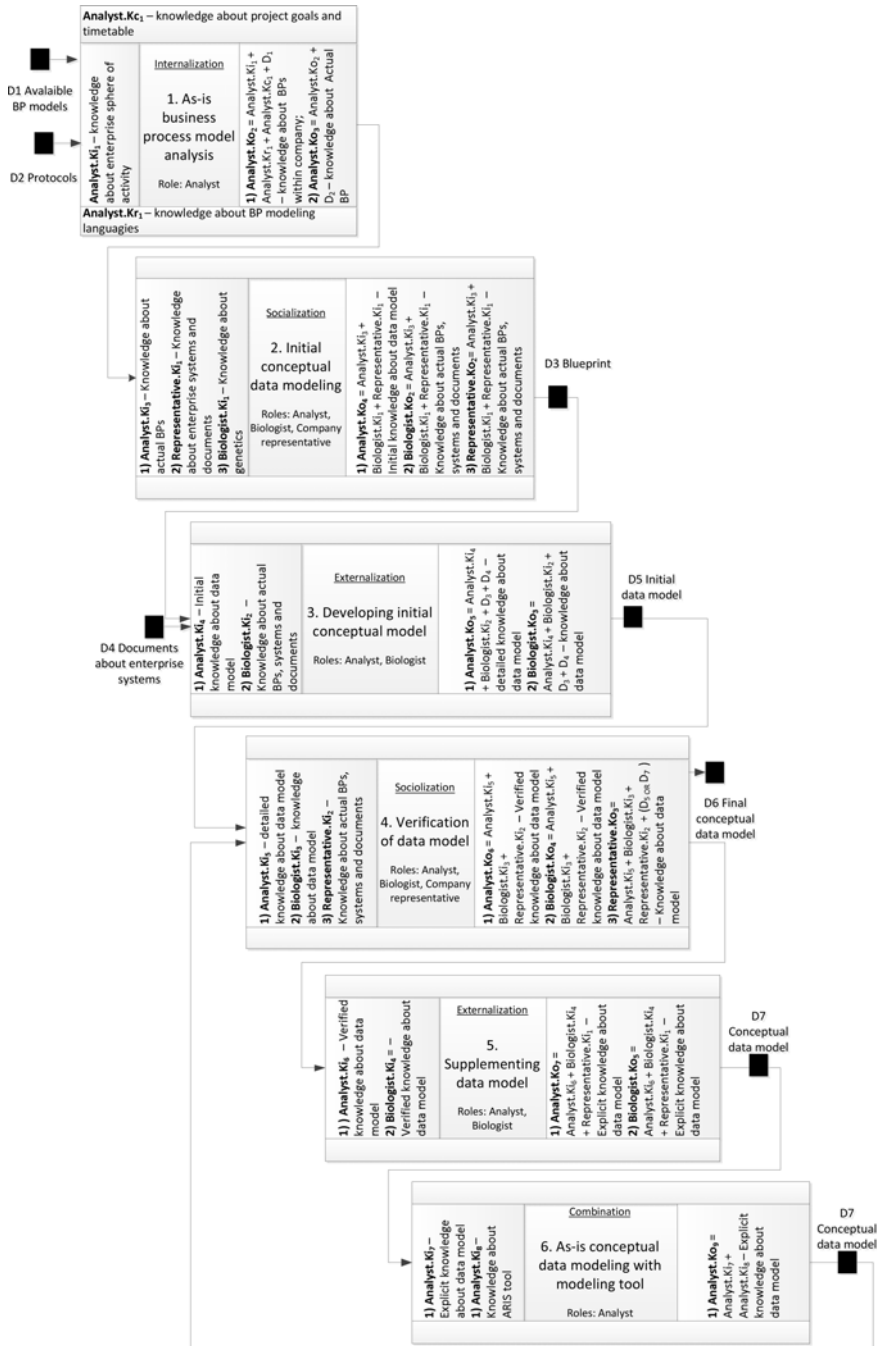 Analyst.Kc₁ – knowledge about project goals and
timetable
D1 Avalaible
BP models
D2 Protocols
Analyst.Ki₁ – knowledge
about enterprise sphere of
activity
Internalization
1. As-is
business
process model
analysis
Role: Analyst
1) Analyst.Ko₂ = Analyst.Ki₁ +
Analyst.Kr₁ + Analyst.Kc₁ + D₁
– knowledge about BPs
within company;
2) Analyst.Ko₃ = Analyst.Ko₂ +
D₂ – knowledge about Actual
BP
Analyst.Kr₁ – knowledge about BP modeling
languagies
1) Analyst.Ki₃ – Knowledge about
actual BPs
2) Representative.Ki₁ – Knowledge
about enterprise systems and
documents
3) Biologist.Ki₁ – Knowledge about
genetics
Socialization
2. Initial
conceptual
data modeling
Roles: Analyst,
Biologist, Company
representative
1) Analyst.Ko₄ = Analyst.Ki₃ +
Biologist.Ki₁ + Representative.Ki₁ –
Initial knowledge about data model
2) Biologist.Ko₂ = Analyst.Ki₃ +
Biologist.Ki₁ + Representative.Ki₁ –
Knowledge about actual BPs,
systems and documents
3) Representative.Ko₂= Analyst.Ki₃ +
Biologist.Ki₁ + Representative.Ki₁ –
Knowledge about actual BPs,
systems and documents
D3 Blueprint
D4 Documents
about enterprise
systems
1) Analyst.Ki₄ – Initial
knowledge about data
model
2) Biologist.Ki₂ –
Knowledge about actual
BPs, systems and
documents
Externalization
3. Developing initial
conceptual model
Roles: Analyst, Biologist
1) Analyst.Ko₅ = Analyst.Ki₄
+ Biologist.Ki₂ + D₃ + D₄ –
detailed knowledge about
data model
2) Biologist.Ko₃ =
Analyst.Ki₄ + Biologist.Ki₂ +
D₃ + D₄ – knowledge about
data model
D5 Initial
data model
1) Analyst.Ki₅ – detailed
knowledge about data model
2) Biologist.Ki₃ – knowledge
about data model
3) Representative.Ki₂ –
Knowledge about actual BPs,
systems and documents
Sociolization
4. Verification
of data model
Roles: Analyst,
Biologist, Company
representative
1) Analyst.Ko₆ = Analyst.Ki₅ +
Biologist.Ki₃ +
Representative.Ki₂ – Verified
knowledge about data model
2) Biologist.Ko₄ = Analyst.Ki₅ +
Biologist.Ki₃ +
Representative.Ki₂ – Verified
knowledge about data model
3) Representative.Ko₃=
Analyst.Ki₅ + Biologist.Ki₃ +
Representative.Ki₂ + (D₅ OR D₇ )
– Knowledge about data
model
D6 Final
conceptual
data model
1) ) Analyst.Ki₆ – Verified
knowledge about data
model
2) Biologist.Ki₄ = –
Verified knowledge about
data model
Externalization
5.
Supplementing
data model
Roles: Analyst,
Biologist
1) Analyst.Ko₇ =
Analyst.Ki₆ + Biologist.Ki₄
+ Representative.Ki₁ –
Explicit knowledge about
data model
2) Biologist.Ko₅ =
Analyst.Ki₆ + Biologist.Ki₄
+ Representative.Ki₁ –
Explicit knowledge about
data model
D7
Conceptual
data model
1) Analyst.Ki₇ –
Explicit knowledge
about data model
1) Analyst.Ki₈ –
Knowledge about
ARIS tool
Combination
6. As-is conceptual
data modeling with
modeling tool
Roles: Analyst
1) Analyst.Ko₉ =
Analyst.Ki₇ +
Analyst.Ki₈ – Explicit
knowledge about
data model
D7
Conceptual
data model